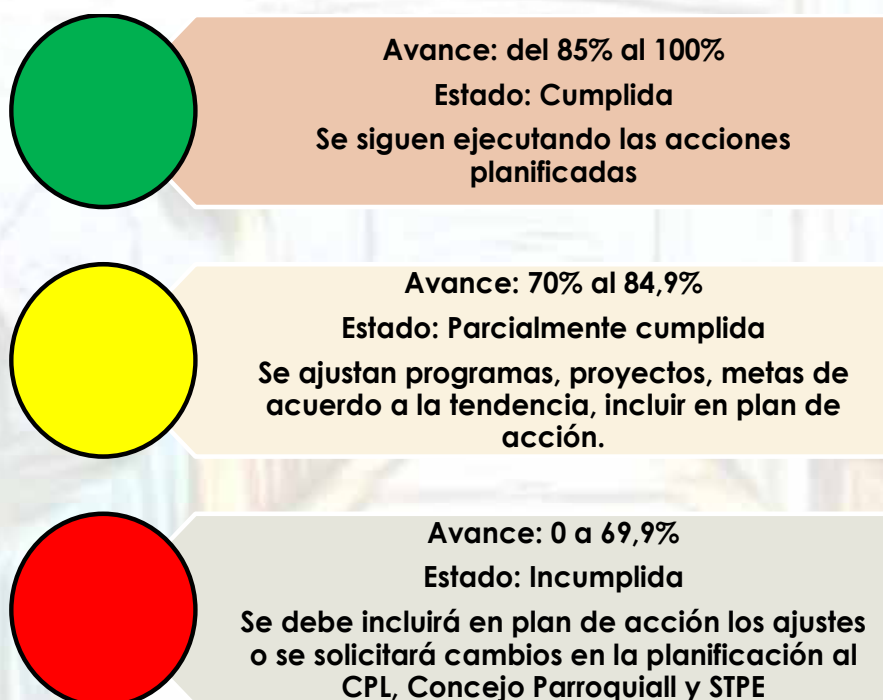 Avance: del 85% al 100%
Estado: Cumplida
Se siguen ejecutando las acciones
planificadas
Avance: 70% al 84,9%
Estado: Parcialmente cumplida
Se ajustan programas, proyectos, metas de
acuerdo a la tendencia, incluir en plan de
acción.
Avance: 0 a 69,9%
Estado: Incumplida
Se debe incluirá en plan de acción los ajustes
o se solicitará cambios en la planificación al
CPL, Concejo Parroquiall y STPE